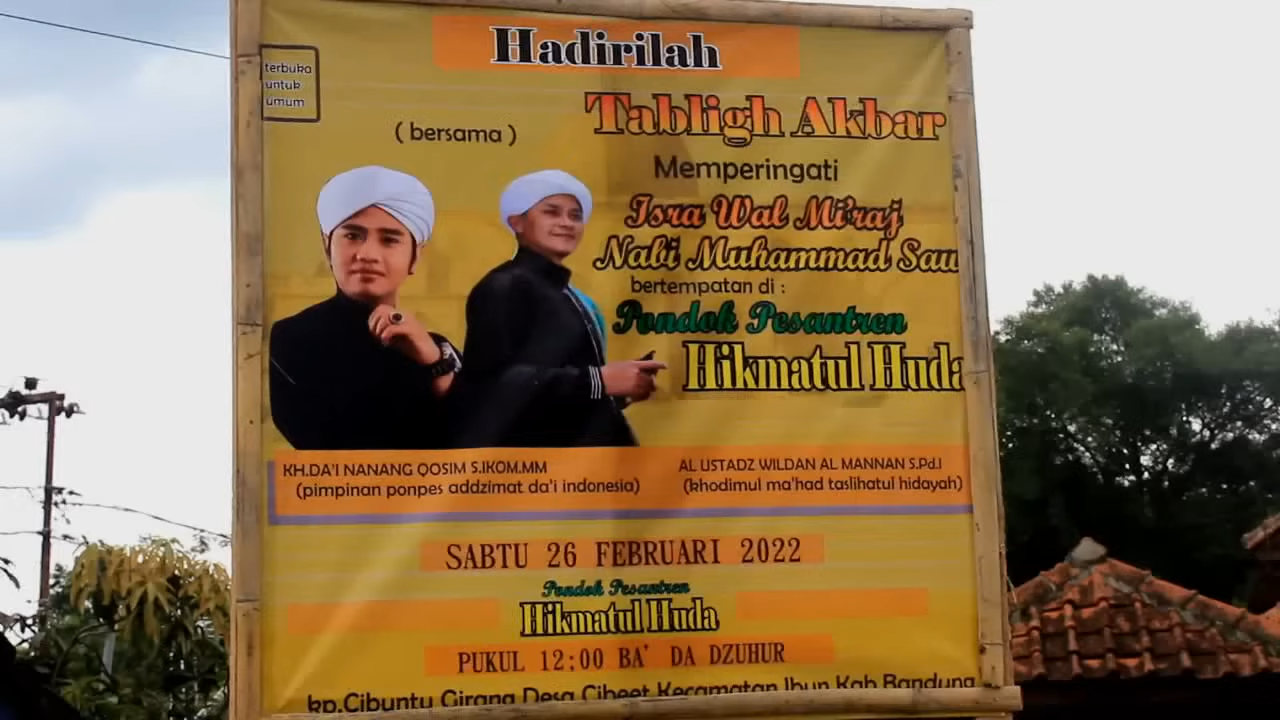 Hadirilah
terbuka
untuk
umum
( bersama )
Tabligh Akbar
Memperingati
Isra Wal Mi'raj
Nabi Muhammad Saw
bertempatan di :
Pondok Pesantren
Hikmatul Huda
KH.DA'I NANANG QOSIM S.IKOM.MM
(pimpinan ponpes addzimat da'i indonesia)
AL USTADZ WILDAN AL MANNAN S.Pd.I
(khodimul ma'had taslihatul hidayah)
SABTU 26 FEBRUARI 2022
Pondok Pesantren
Hikmatul Huda
PUKUL 12:00 BA' DA DZUHUR
kp.Cibuntu Girang Desa Cibeet Kecamatan Ibun Kab Bandung